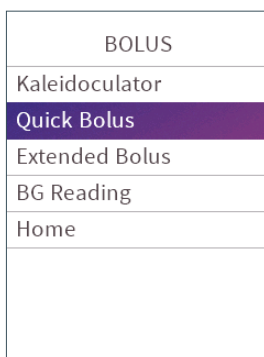 BOLUS
Kaleidoculator
Quick Bolus
Extended Bolus
BG Reading
Home